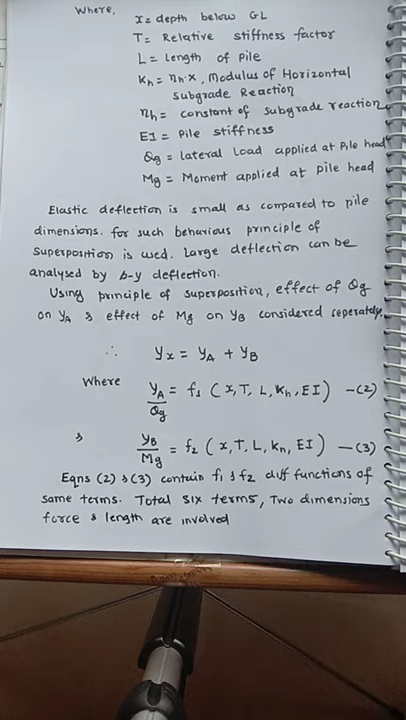 Where,
x = depth below GL
T = Relative stiffness factor
L = Length of pile
Kh = ηh·x, Modulus of Horizontal
Subgrade Reaction
ηh = constant of subgrade reaction
EI = Pile stiffness
Qg = lateral Load applied at Pile head
Mg = Moment applied at pile head
Elastic deflection is small as compared to pile
dimensions. for such behavious principle of
Superposition is used. Large deflection can be
analysed by b-y deflection.
Using principle of superposition, effect of Qg
on yA & effect of Mg on yB considered seperately,
∴ yx = yA + yB
Where yA/Qg = f1 (x, T, L, Kh, EI) —(2)
& yB/Mg = f2 (x, T, L, Kh, EI) —(3)
Eqns (2) & (3) contain f1 & f2 diff functions of
same terms. Total six terms, Two dimensions
force & length are involved